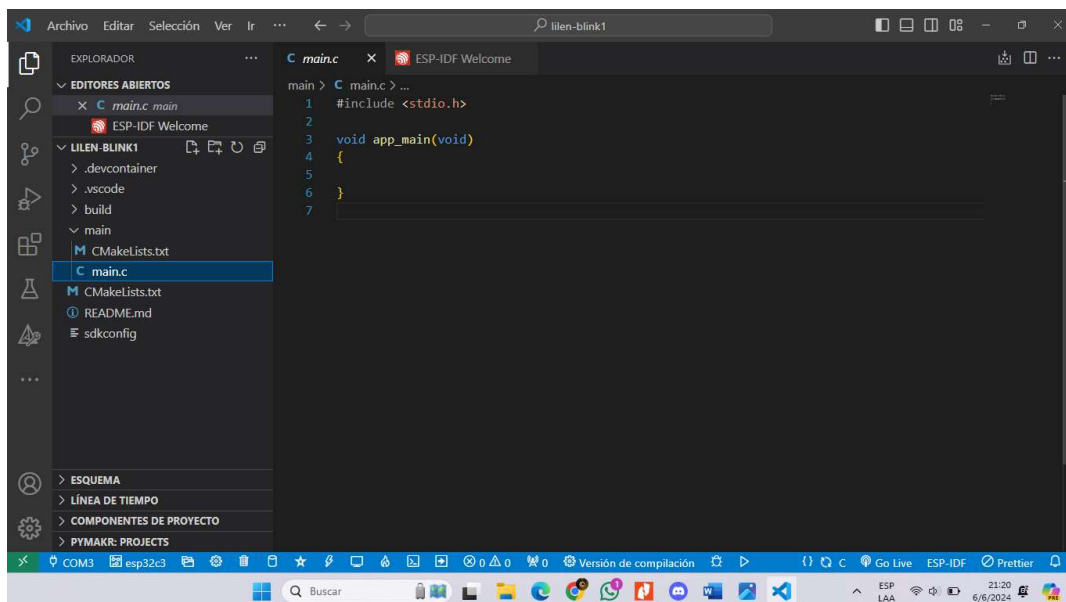 Archivo Editar Selección Ver Ir ··· lilen-blink1
EXPLORADOR ···
EDITORES ABIERTOS
main.c main
ESP-IDF Welcome
LILEN-BLINK1
.devcontainer
.vscode
build
main
M CMakeLists.txt
C main.c
M CMakeLists.txt
README.md
sdkconfig
ESQUEMA
LÍNEA DE TIEMPO
COMPONENTES DE PROYECTO
PYMAKR: PROJECTS
C main.c ESP-IDF Welcome
main > C main.c > ...
1 #include <stdio.h>
2
3 void app_main(void)
4 {
5
6 }
7
COM3 esp32c3 0 0 0 Versión de compilación {} C Go Live ESP-IDF Prettier
Buscar ESP 21:20
LAA 6/6/2024